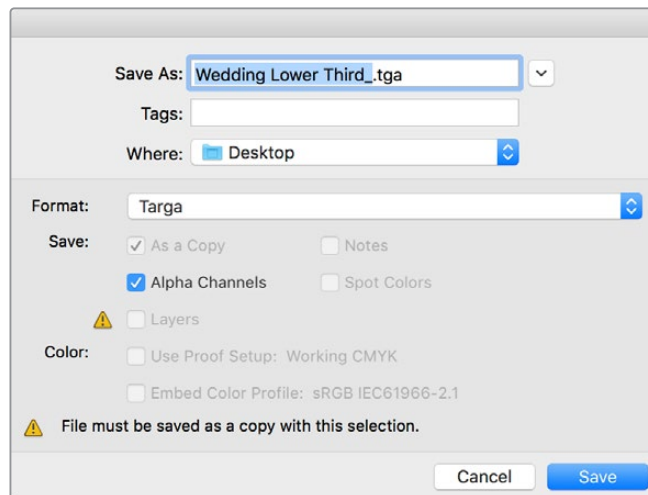 Save As: Wedding Lower Third_.tga
Tags:
Where: Desktop
Format: Targa
Save: As a Copy Notes
Alpha Channels Spot Colors
Layers
Color: Use Proof Setup: Working CMYK
Embed Color Profile: sRGB IEC61966-2.1
File must be saved as a copy with this selection.
Cancel Save